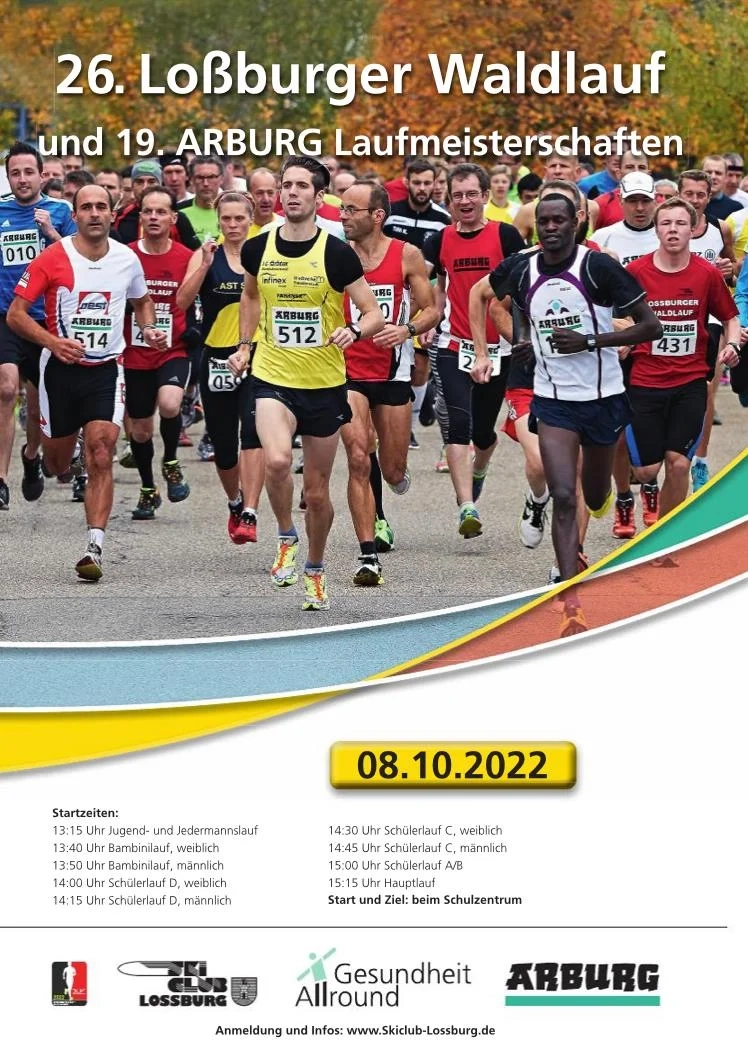 26. Loßburger Waldlauf
und 19. ARBURG Laufmeisterschaften
ARBURG
010
ARBURG
514
ARBURG
512
ARBURG
LOSSBURGER
WALDLAUF
ARBURG
431
08.10.2022
Startzeiten:
13:15 Uhr Jugend- und Jedermannslauf
13:40 Uhr Bambinilauf, weiblich
13:50 Uhr Bambinilauf, männlich
14:00 Uhr Schülerlauf D, weiblich
14:15 Uhr Schülerlauf D, männlich
14:30 Uhr Schülerlauf C, weiblich
14:45 Uhr Schülerlauf C, männlich
15:00 Uhr Schülerlauf A/B
15:15 Uhr Hauptlauf
Start und Ziel: beim Schulzentrum
SKI
CLUB
LOSSBURG
Gesundheit
Allround
ARBURG
Anmeldung und Infos: www.Skiclub-Lossburg.de